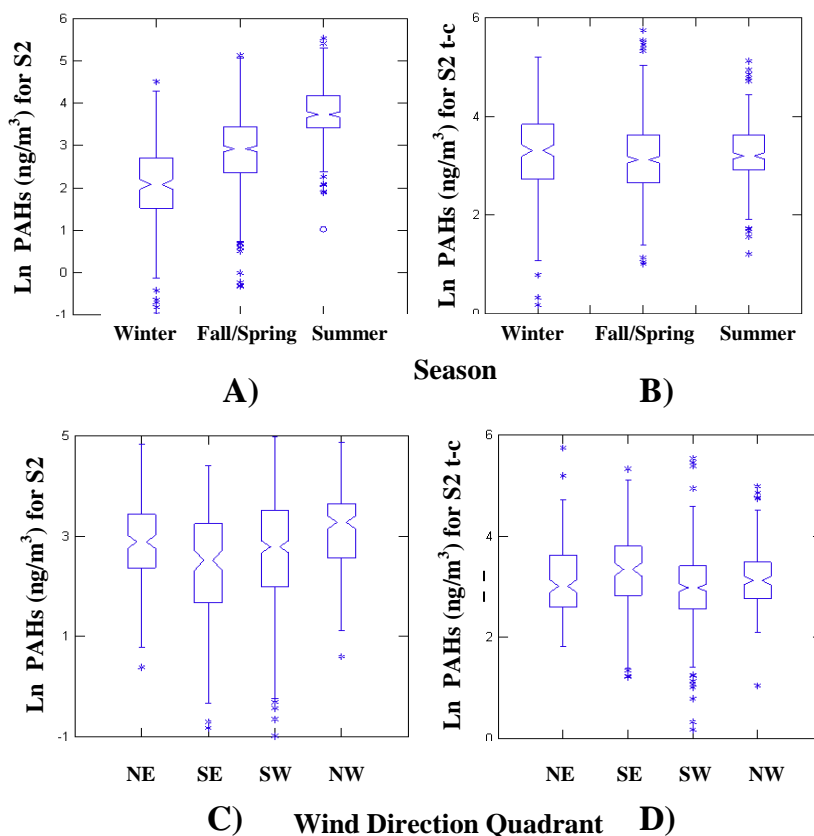 Ln PAHs (ng/m³) for S2
6
5
4
3
2
1
0
-1
Winter Fall/Spring Summer
A)
Ln PAHs (ng/m³) for S2 t-c
6
4
2
0
Winter Fall/Spring Summer
B)
Season
Ln PAHs (ng/m³) for S2
5
3
1
-1
NE SE SW NW
C)
Ln PAHs (ng/m³) for S2 t-c
6
4
2
0
NE SE SW NW
D)
Wind Direction Quadrant